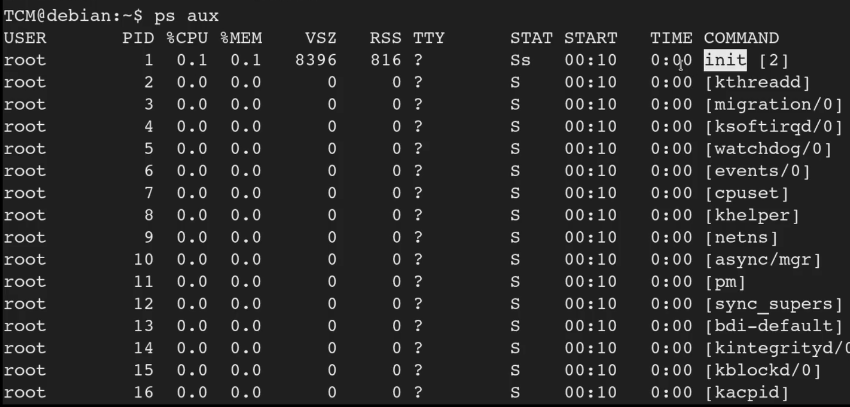 TCM@debian:~$ ps aux
USER PID %CPU %MEM VSZ RSS TTY STAT START TIME COMMAND
root 1 0.1 0.1 8396 816 ? Ss 00:10 0:00 init [2]
root 2 0.0 0.0 0 0 ? S 00:10 0:00 [kthreadd]
root 3 0.0 0.0 0 0 ? S 00:10 0:00 [migration/0]
root 4 0.0 0.0 0 0 ? S 00:10 0:00 [ksoftirqd/0]
root 5 0.0 0.0 0 0 ? S 00:10 0:00 [watchdog/0]
root 6 0.0 0.0 0 0 ? S 00:10 0:00 [events/0]
root 7 0.0 0.0 0 0 ? S 00:10 0:00 [cpuset]
root 8 0.0 0.0 0 0 ? S 00:10 0:00 [khelper]
root 9 0.0 0.0 0 0 ? S 00:10 0:00 [netns]
root 10 0.0 0.0 0 0 ? S 00:10 0:00 [async/mgr]
root 11 0.0 0.0 0 0 ? S 00:10 0:00 [pm]
root 12 0.0 0.0 0 0 ? S 00:10 0:00 [sync_supers]
root 13 0.0 0.0 0 0 ? S 00:10 0:00 [bdi-default]
root 14 0.0 0.0 0 0 ? S 00:10 0:00 [kintegrityd/0
root 15 0.0 0.0 0 0 ? S 00:10 0:00 [kblockd/0]
root 16 0.0 0.0 0 0 ? S 00:10 0:00 [kacpid]